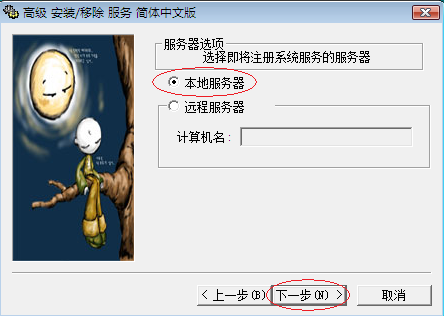 高级 安装/移除 服务 简体中文版
服务器选项
选择即将注册系统服务的服务器
本地服务器
远程服务器
计算机名:
< 上一步(B)
下一步(N) >
取消